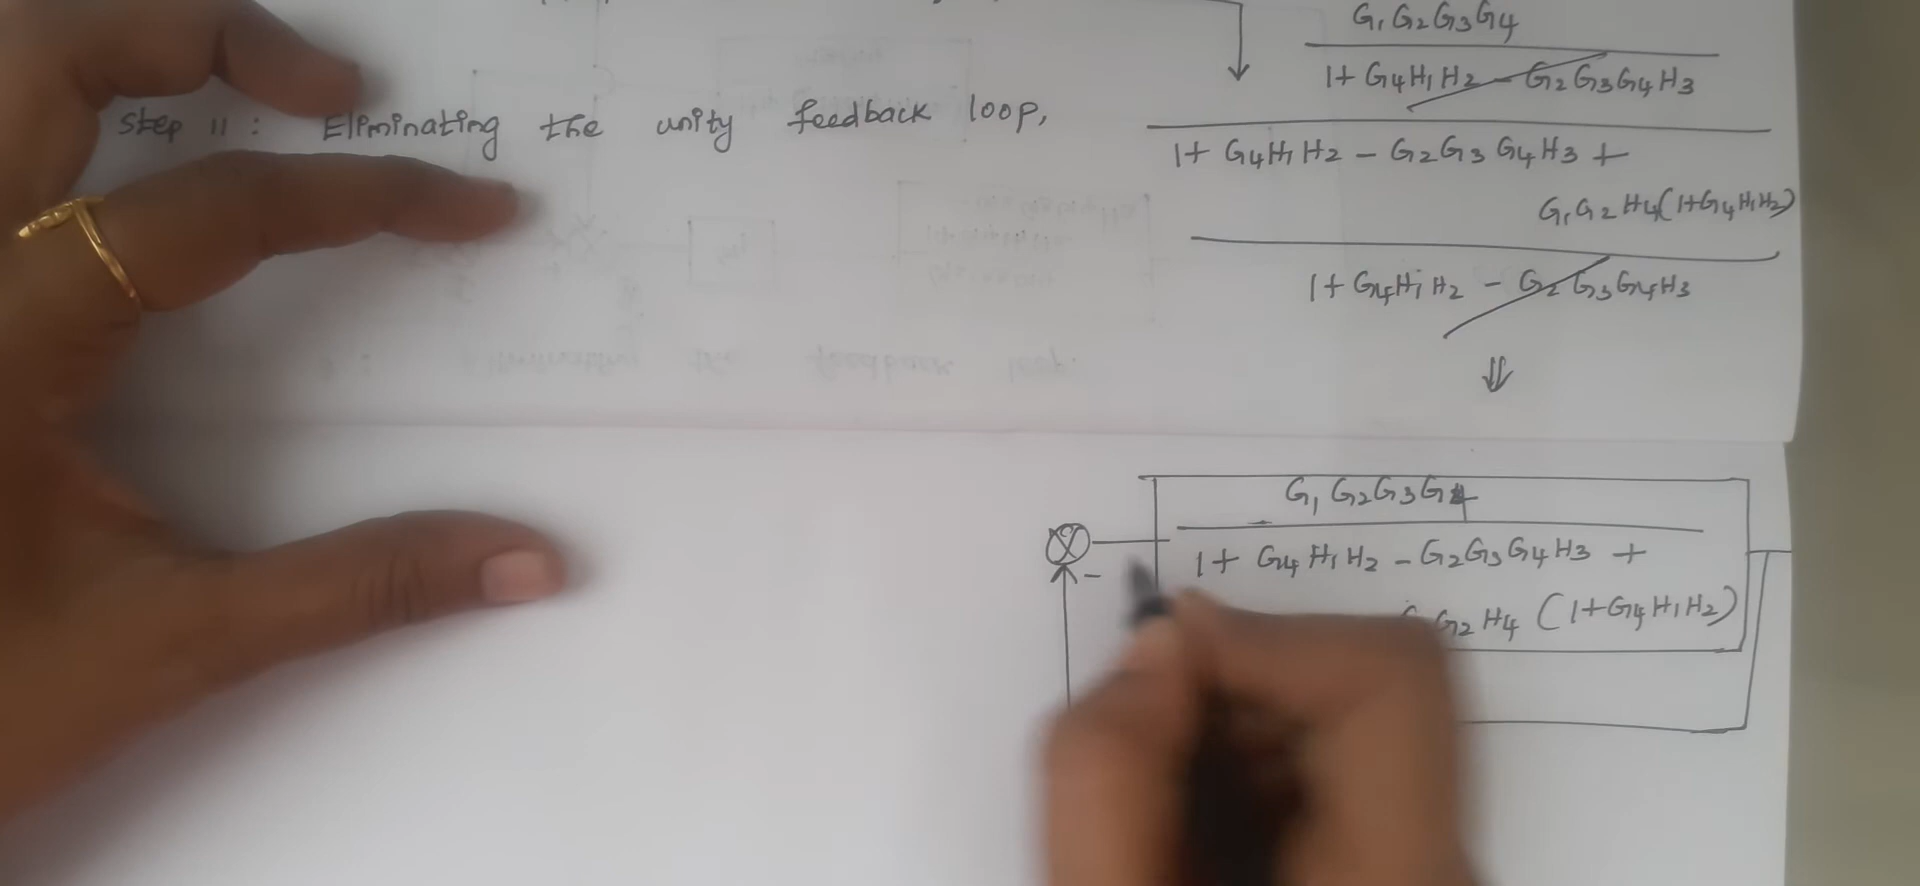 G₁G₂G₃G₄
1+ G₄H₁H₂ - G₂G₃G₄H₃
Step 11 : Eliminating the unity feedback loop,
1+ G₄H₁H₂ - G₂G₃G₄H₃ +
G₁G₂H₄(1+G₄H₁H₂)
1+ G₄H₁H₂ - G₂G₃G₄H₃
⇓
G₁G₂G₃G₄
1+ G₄H₁H₂ - G₂G₃G₄H₃ +
-
G₂H₄ (1+G₄H₁H₂)